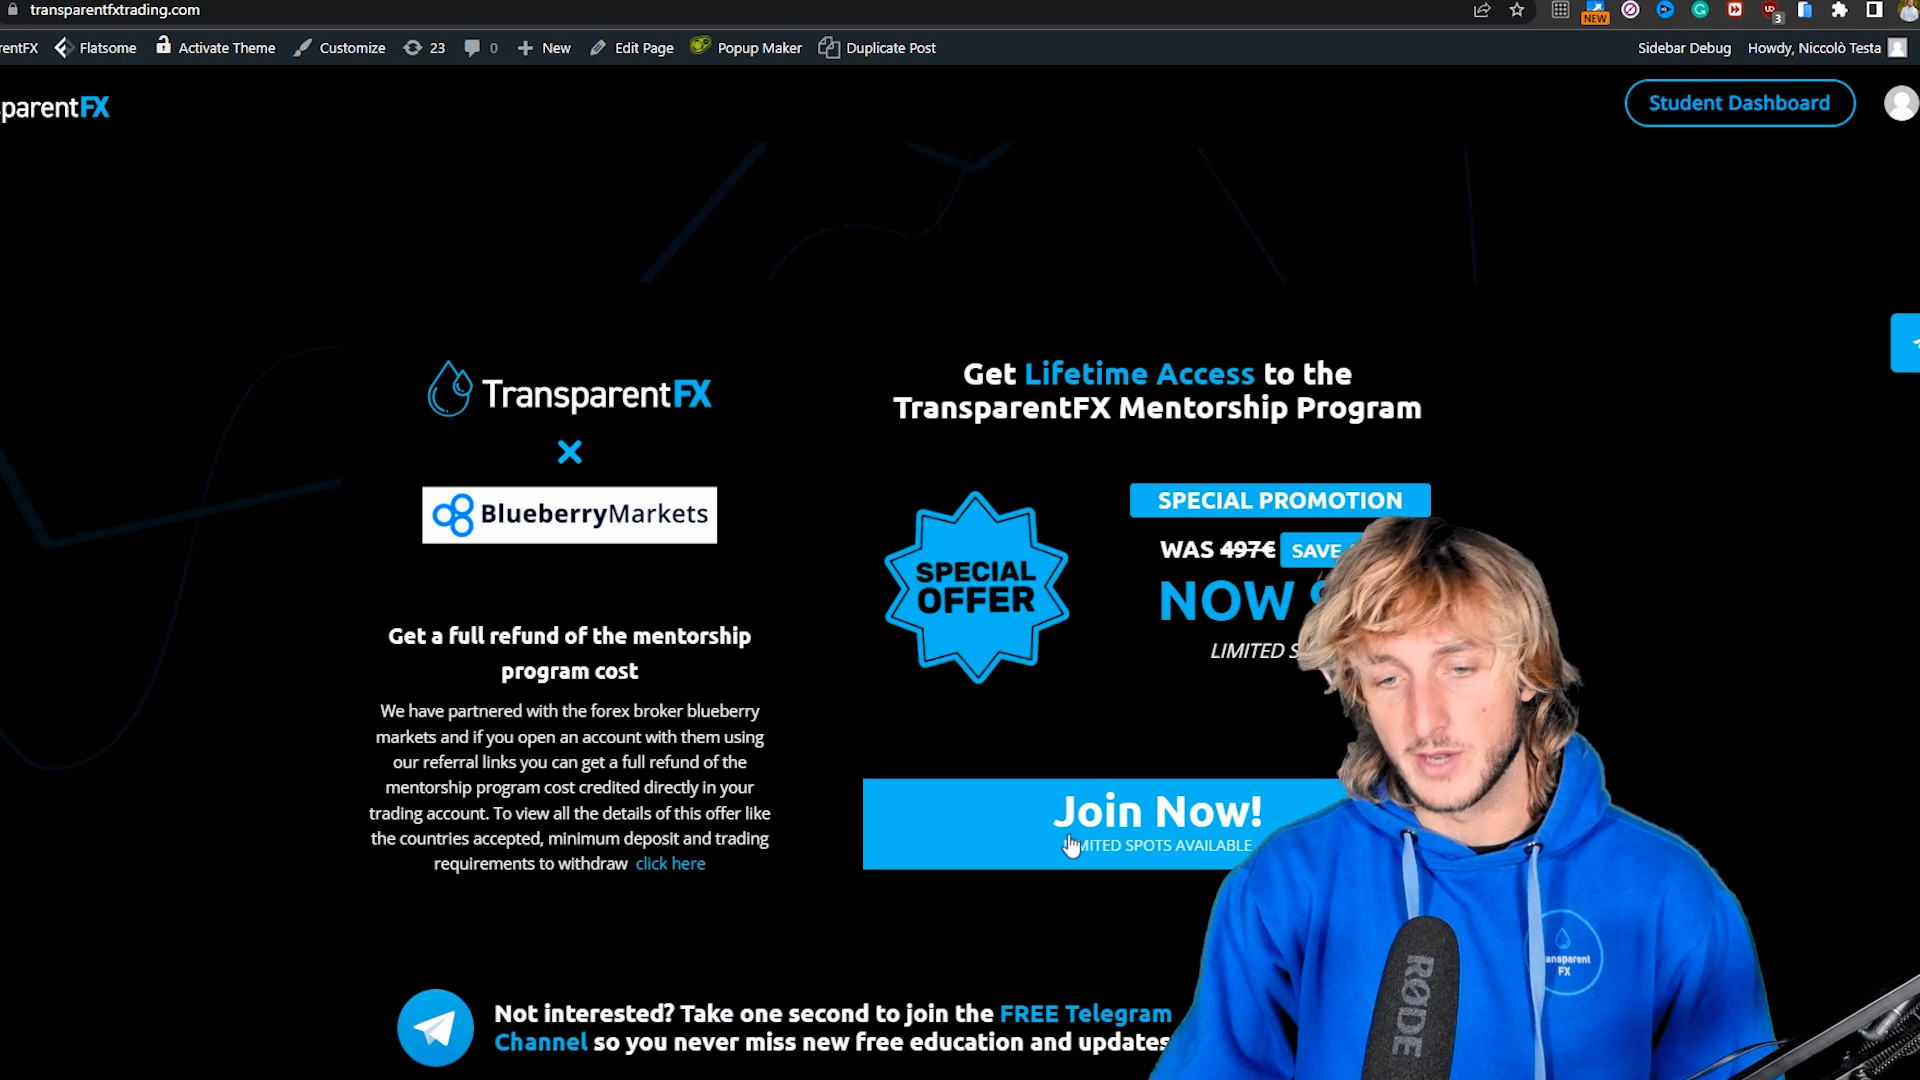 transparentfxtrading.com
NEW
3
rentFX Flatsome Activate Theme Customize 23 0 New Edit Page Popup Maker Duplicate Post Sidebar Debug Howdy, Niccolò Testa
parentFX
Student Dashboard
TransparentFX
BlueberryMarkets
Get a full refund of the mentorship
program cost
We have partnered with the forex broker blueberry
markets and if you open an account with them using
our referral links you can get a full refund of the
mentorship program cost credited directly in your
trading account. To view all the details of this offer like
the countries accepted, minimum deposit and trading
requirements to withdraw click here
Get Lifetime Access to the
TransparentFX Mentorship Program
SPECIAL
OFFER
SPECIAL PROMOTION
WAS 497€ SAVE
NOW
LIMITED S
Join Now!
MITED SPOTS AVAILABLE
Not interested? Take one second to join the FREE Telegram
Channel so you never miss new free education and updates
RØDE
ansparent
FX